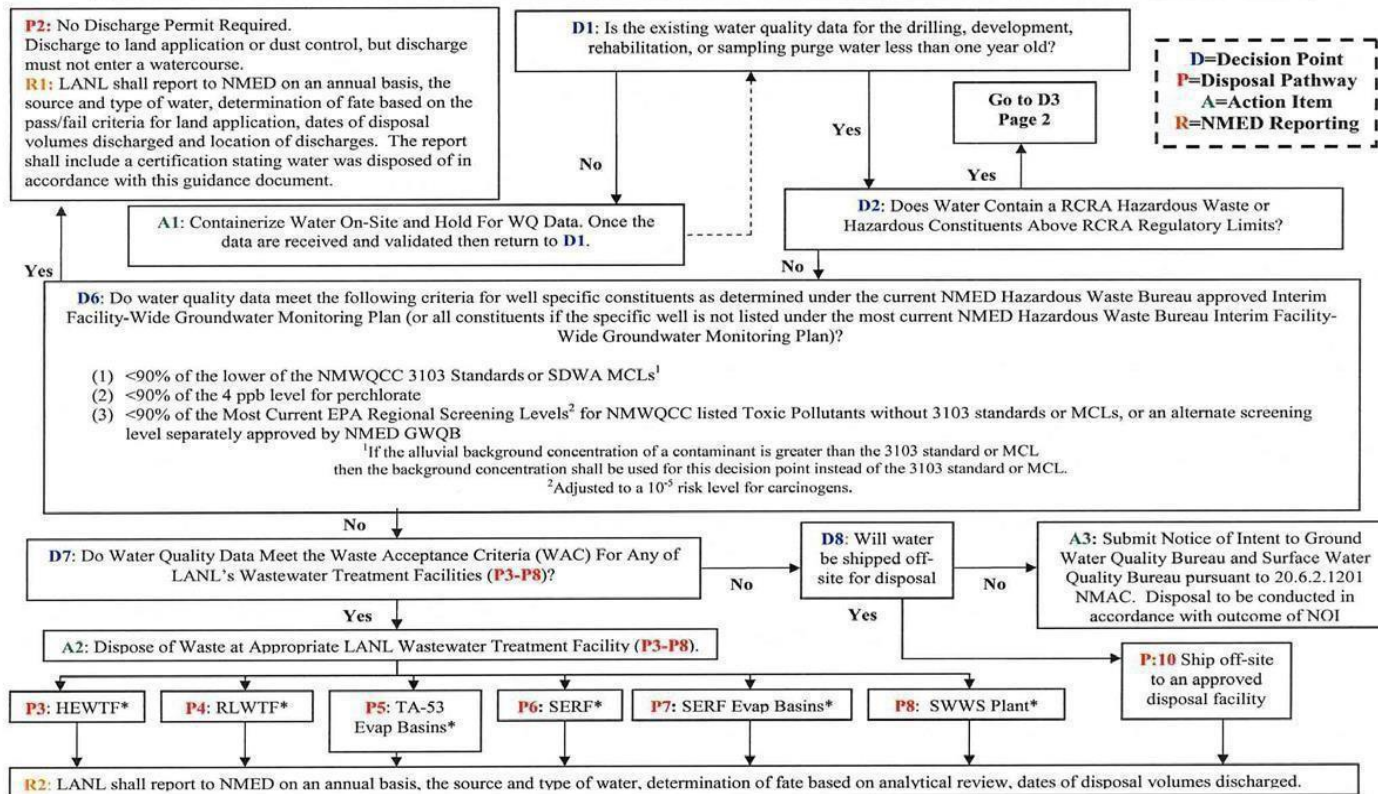 P2: No Discharge Permit Required.
Discharge to land application or dust control, but discharge
must not enter a watercourse.
R1: LANL shall report to NMED on an annual basis, the
source and type of water, determination of fate based on the
pass/fail criteria for land application, dates of disposal
volumes discharged and location of discharges. The report
shall include a certification stating water was disposed of in
accordance with this guidance document.
D1: Is the existing water quality data for the drilling, development,
rehabilitation, or sampling purge water less than one year old?
D=Decision Point
P=Disposal Pathway
A=Action Item
R=NMED Reporting
Go to D3
Page 2
Yes
No
Yes
A1: Containerize Water On-Site and Hold For WQ Data. Once the
data are received and validated then return to D1.
D2: Does Water Contain a RCRA Hazardous Waste or
Hazardous Constituents Above RCRA Regulatory Limits?
Yes
No
D6: Do water quality data meet the following criteria for well specific constituents as determined under the current NMED Hazardous Waste Bureau approved Interim
Facility-Wide Groundwater Monitoring Plan (or all constituents if the specific well is not listed under the most current NMED Hazardous Waste Bureau Interim Facility-
Wide Groundwater Monitoring Plan)?
(1) <90% of the lower of the NMWQCC 3103 Standards or SDWA MCLs¹
(2) <90% of the 4 ppb level for perchlorate
(3) <90% of the Most Current EPA Regional Screening Levels² for NMWQCC listed Toxic Pollutants without 3103 standards or MCLs, or an alternate screening
level separately approved by NMED GWQB
¹If the alluvial background concentration of a contaminant is greater than the 3103 standard or MCL
then the background concentration shall be used for this decision point instead of the 3103 standard or MCL.
²Adjusted to a 10⁻⁵ risk level for carcinogens.
No
D7: Do Water Quality Data Meet the Waste Acceptance Criteria (WAC) For Any of
LANL's Wastewater Treatment Facilities (P3-P8)?
No
D8: Will water
be shipped off-
site for disposal
No
A3: Submit Notice of Intent to Ground
Water Quality Bureau and Surface Water
Quality Bureau pursuant to 20.6.2.1201
NMAC. Disposal to be conducted in
accordance with outcome of NOI
Yes
Yes
A2: Dispose of Waste at Appropriate LANL Wastewater Treatment Facility (P3-P8).
P:10 Ship off-site
to an approved
disposal facility
P3: HEWTF*
P4: RLWTF*
P5: TA-53
Evap Basins*
P6: SERF*
P7: SERF Evap Basins*
P8: SWWS Plant*
R2: LANL shall report to NMED on an annual basis, the source and type of water, determination of fate based on analytical review, dates of disposal volumes discharged.